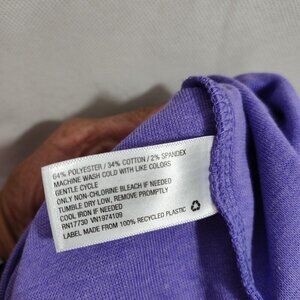 64% POLYESTER / 34% COTTON / 2% SPANDEX
MACHINE WASH COLD WITH LIKE COLORS
GENTLE CYCLE
ONLY NON-CHLORINE BLEACH IF NEEDED
TUMBLE DRY LOW, REMOVE PROMPTLY
COOL IRON IF NEEDED
RN17730 VN1974109
LABEL MADE FROM 100% RECYCLED PLASTIC